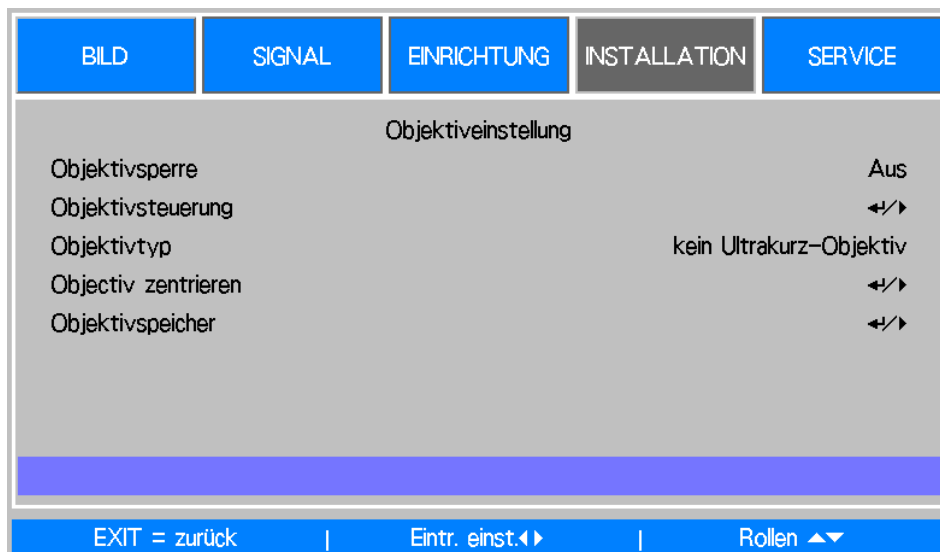 BILD SIGNAL EINRICHTUNG INSTALLATION SERVICE
Objektiveinstellung
Objektivsperre Aus
Objektivsteuerung ↵/▶
Objektivtyp kein Ultrakurz-Objektiv
Objectiv zentrieren ↵/▶
Objektivspeicher ↵/▶
EXIT = zurück | Eintr. einst.◀▶ | Rollen ▲▼